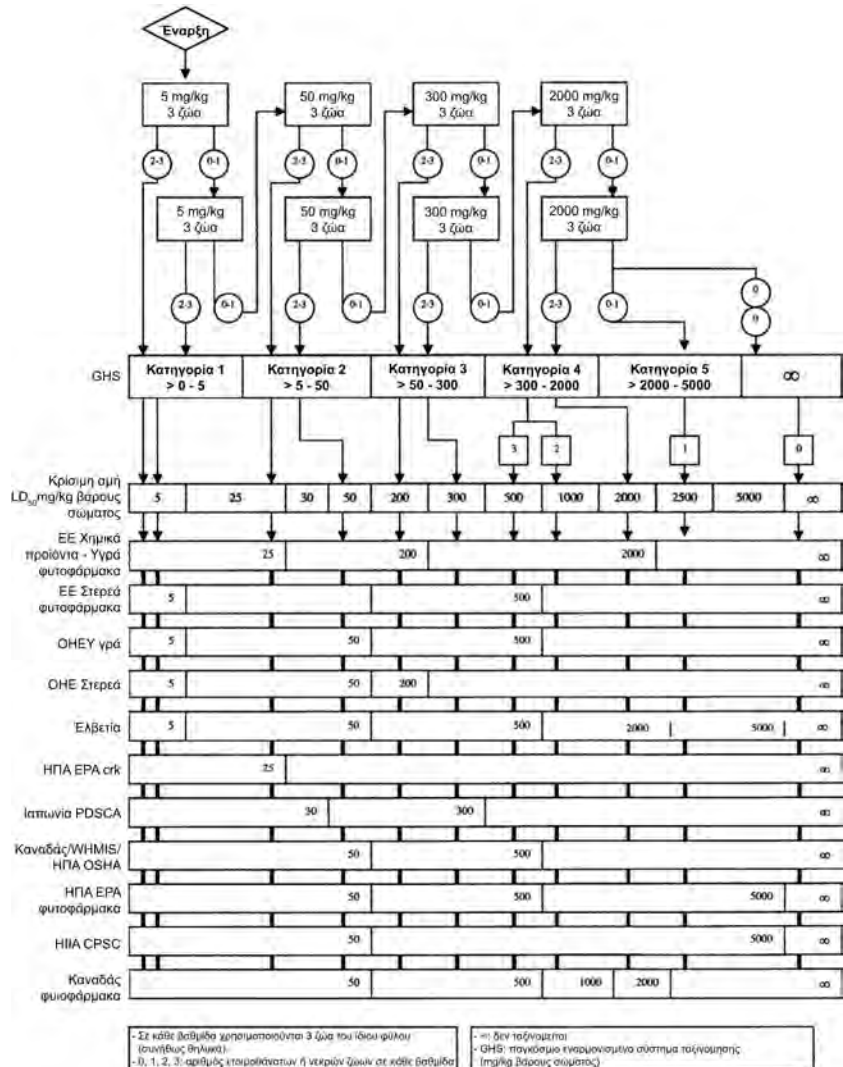 Έναρξη
5 mg/kg
3 ζώα
50 mg/kg
3 ζώα
300 mg/kg
3 ζώα
2000 mg/kg
3 ζώα
2-3 0-1 2-3 0-1 2-3 0-1 2-3 0-1
5 mg/kg
3 ζώα
50 mg/kg
3 ζώα
300 mg/kg
3 ζώα
2000 mg/kg
3 ζώα
0
0
2-3 0-1 2-3 0-1 2-3 0-1 2-3 0-1
GHS
Κατηγορία 1
> 0 - 5
Κατηγορία 2
> 5 - 50
Κατηγορία 3
> 50 - 300
Κατηγορία 4
> 300 - 2000
Κατηγορία 5
> 2000 - 5000
∞
3 2 1 0
Κρίσιμη αμή
LD50mg/kg βάρους
σώματος
5 25 30 50 200 300 500 1000 2000 2500 5000 ∞
ΕΕ Χημικά
προϊόντα - Υγρά
φυτοφάρμακα
25 200 2000 ∞
ΕΕ Στερεά
φυτοφάρμακα
5 500 ∞
ΟΗΕΥ γρά
5 50 500 ∞
ΟΗΕ Στερεά
5 50 200 ∞
Ελβετία
5 50 500 2000 5000 ∞
ΗΠΑ EPA crk
25 ∞
Ιαπωνία PDSCA
30 300 ∞
Καναδάς/WHMIS/
ΗΠΑ OSHA
50 500 ∞
ΗΠΑ EPA
φυτοφάρμακα
50 500 5000 ∞
ΗΙΙΑ CPSC
50 5000 ∞
Καναδάς
φυιοφάρμακα
50 500 1000 2000 ∞
- Σε κάθε βαθμίδα χρησιμοποιούνται 3 ζώα του ίδιου φύλου
(συνήθως θηλυκά).
- 0, 1, 2, 3: αριθμός ετοιμοθάνατων ή νεκρών ζώων σε κάθε βαθμίδα
- ∞: δεν ταξινομείται
- GHS: παγκόσμιο εναρμονισμένο σύστημα ταξινόμησης
(mg/kg βάρους σώματος)